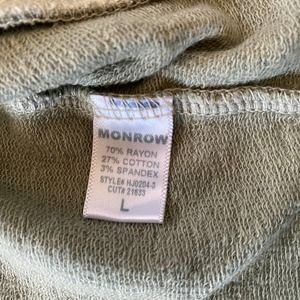 MONROW
70% RAYON
27% COTTON
3% SPANDEX
STYLE# HJ0204-3
CUT# 21633
L